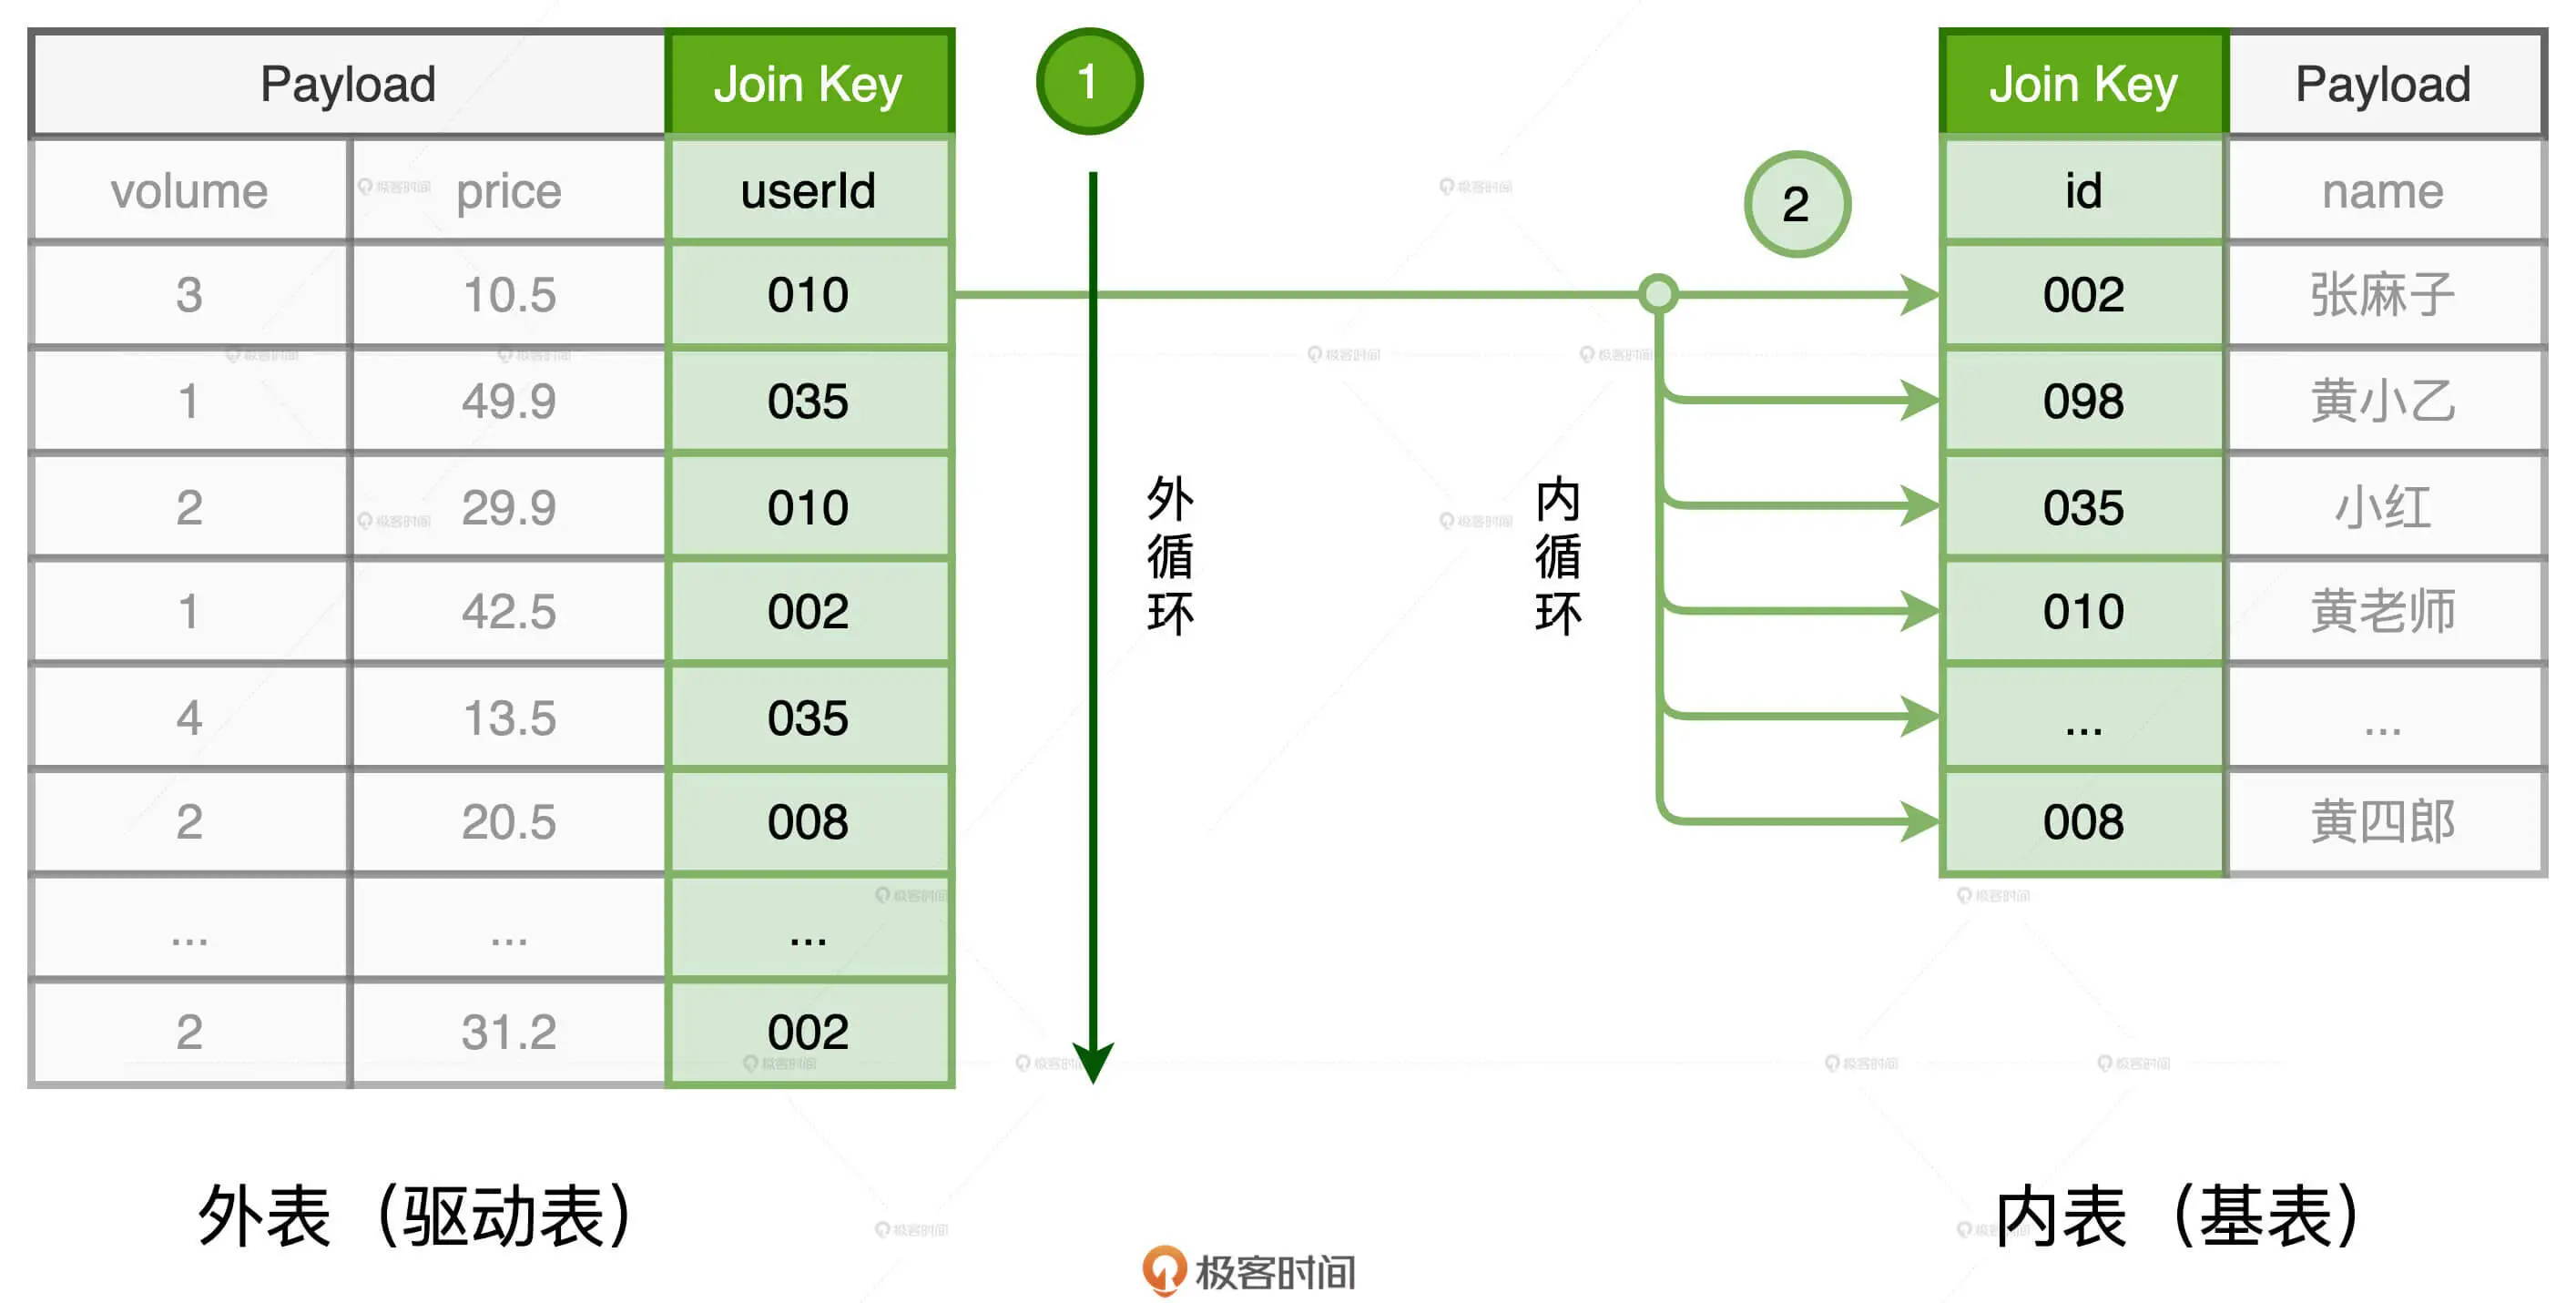 Payload Join Key
volume price userId
3 10.5 010
1 49.9 035
2 29.9 010
1 42.5 002
4 13.5 035
2 20.5 008
... ... ...
2 31.2 002
外表（驱动表）
1
外循环
2
内循环
Join Key Payload
id name
002 张麻子
098 黄小乙
035 小红
010 黄老师
... ...
008 黄四郎
内表（基表）
极客时间